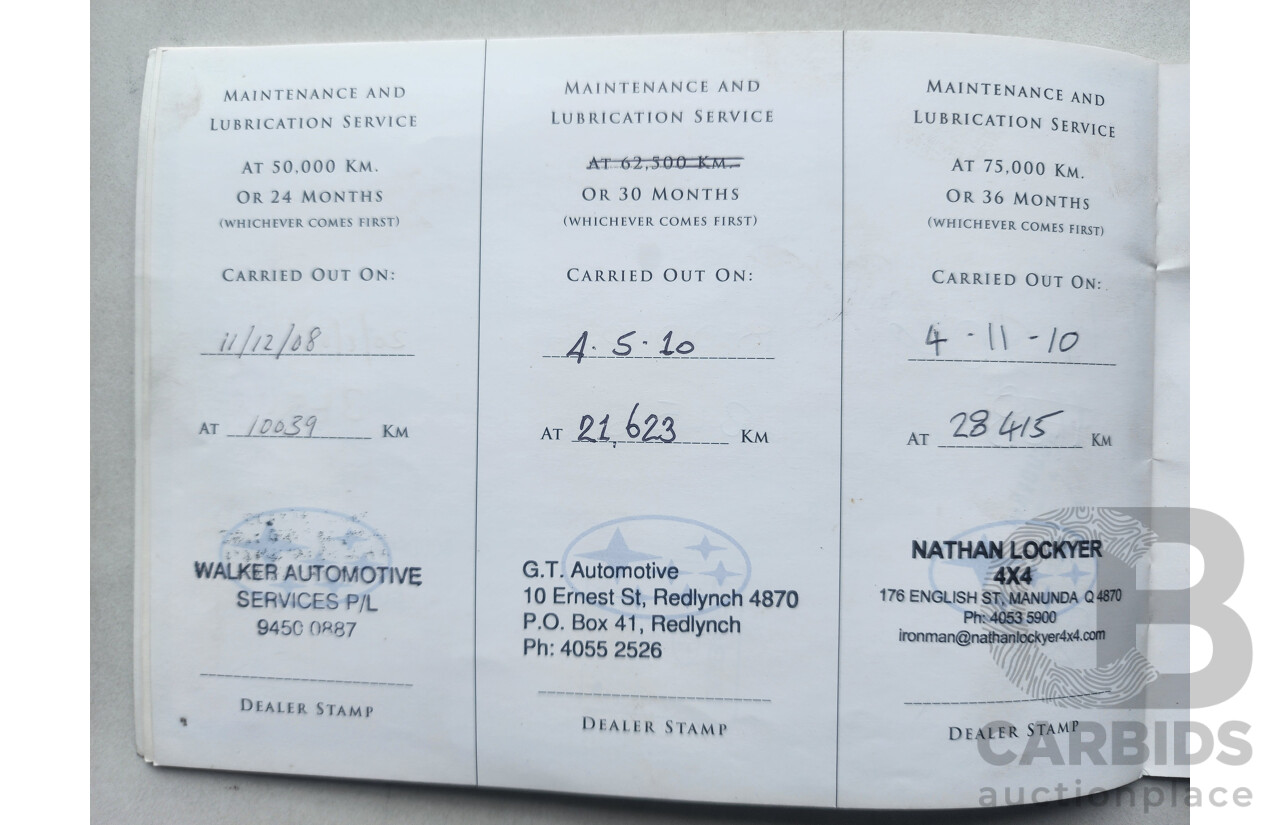 MAINTENANCE AND
LUBRICATION SERVICE
AT 50,000 KM.
OR 24 MONTHS
(WHICHEVER COMES FIRST)
CARRIED OUT ON:
11/12/08
AT 10039 KM
WALKER AUTOMOTIVE
SERVICES P/L
9450 0887
DEALER STAMP
MAINTENANCE AND
LUBRICATION SERVICE
AT 62,500 KM.
OR 30 MONTHS
(WHICHEVER COMES FIRST)
CARRIED OUT ON:
4.5.10
AT 21,623 KM
G.T. Automotive
10 Ernest St, Redlynch 4870
P.O. Box 41, Redlynch
Ph: 4055 2526
DEALER STAMP
MAINTENANCE AND
LUBRICATION SERVICE
AT 75,000 KM.
OR 36 MONTHS
(WHICHEVER COMES FIRST)
CARRIED OUT ON:
4-11-10
AT 28415 KM
NATHAN LOCKYER
4X4
176 ENGLISH ST, MANUNDA Q 4870
Ph: 4053 5900
ironman@nathanlockyer4x4.com
DEALER STAMP
CARBIDS
auctionplace